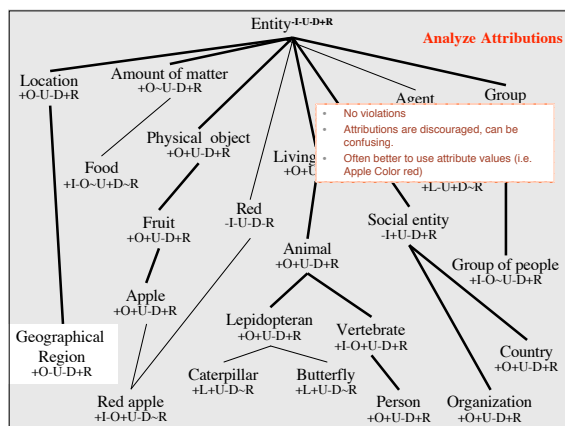 Entity-I-U-D+R
Analyze Attributions
Location
+O-U-D+R
Amount of matter
+O~U-D+R
Agent
Group
• No violations
• Attributions are discouraged, can be
confusing.
• Often better to use attribute values (i.e.
Apple Color red)
Physical object
+O+U-D+R
Living
+O+U
+L-U+D~R
Food
+I-O~U+D~R
Red
-I-U-D-R
Fruit
+O+U-D+R
Social entity
-I+U-D+R
Animal
+O+U-D+R
Group of people
+I-O~U-D+R
Apple
+O+U-D+R
Lepidopteran
+O+U-D+R
Vertebrate
+I-O+U-D+R
Geographical
Region
+O-U-D+R
Country
+O+U-D+R
Caterpillar
+L+U-D~R
Butterfly
+L+U-D~R
Red apple
+I-O+U-D~R
Person
+O+U-D+R
Organization
+O+U-D+R